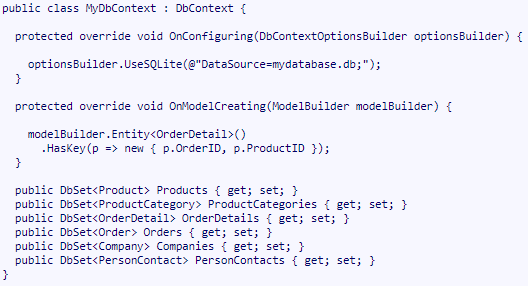 public class MyDbContext : DbContext {
protected override void OnConfiguring(DbContextOptionsBuilder optionsBuilder) {
optionsBuilder.UseSQLite(@"DataSource=mydatabase.db;");
}
protected override void OnModelCreating(ModelBuilder modelBuilder) {
modelBuilder.Entity<OrderDetail>()
.HasKey(p => new { p.OrderID, p.ProductID });
}
public DbSet<Product> Products { get; set; }
public DbSet<ProductCategory> ProductCategories { get; set; }
public DbSet<OrderDetail> OrderDetails { get; set; }
public DbSet<Order> Orders { get; set; }
public DbSet<Company> Companies { get; set; }
public DbSet<PersonContact> PersonContacts { get; set; }
}